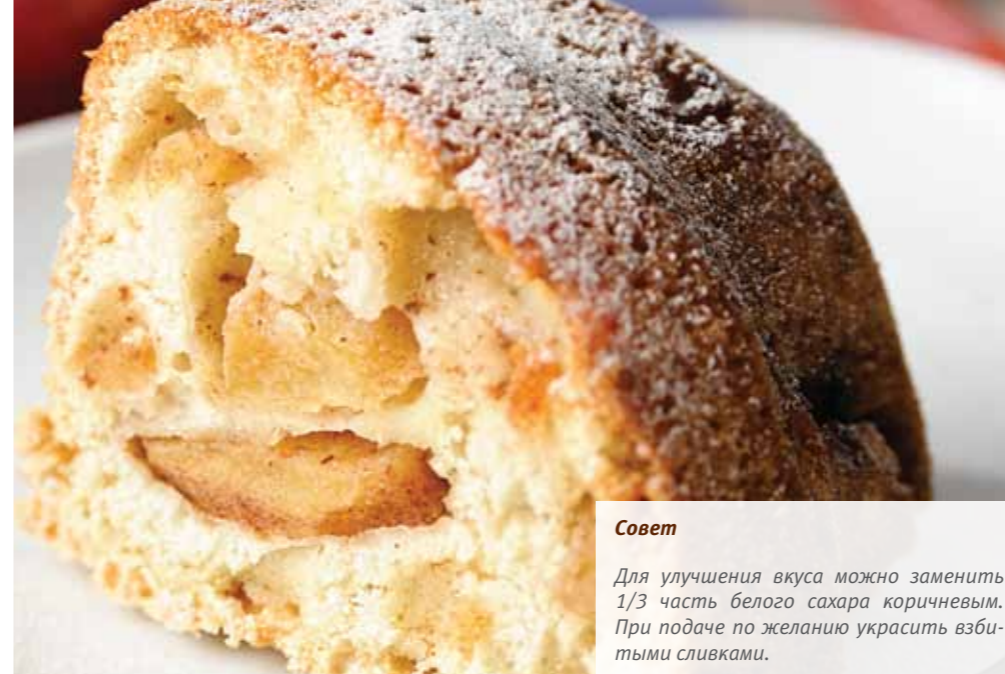 Совет
Для улучшения вкуса можно заменить
1/3 часть белого сахара коричневым.
При подаче по желанию украсить взби-
тыми сливками.